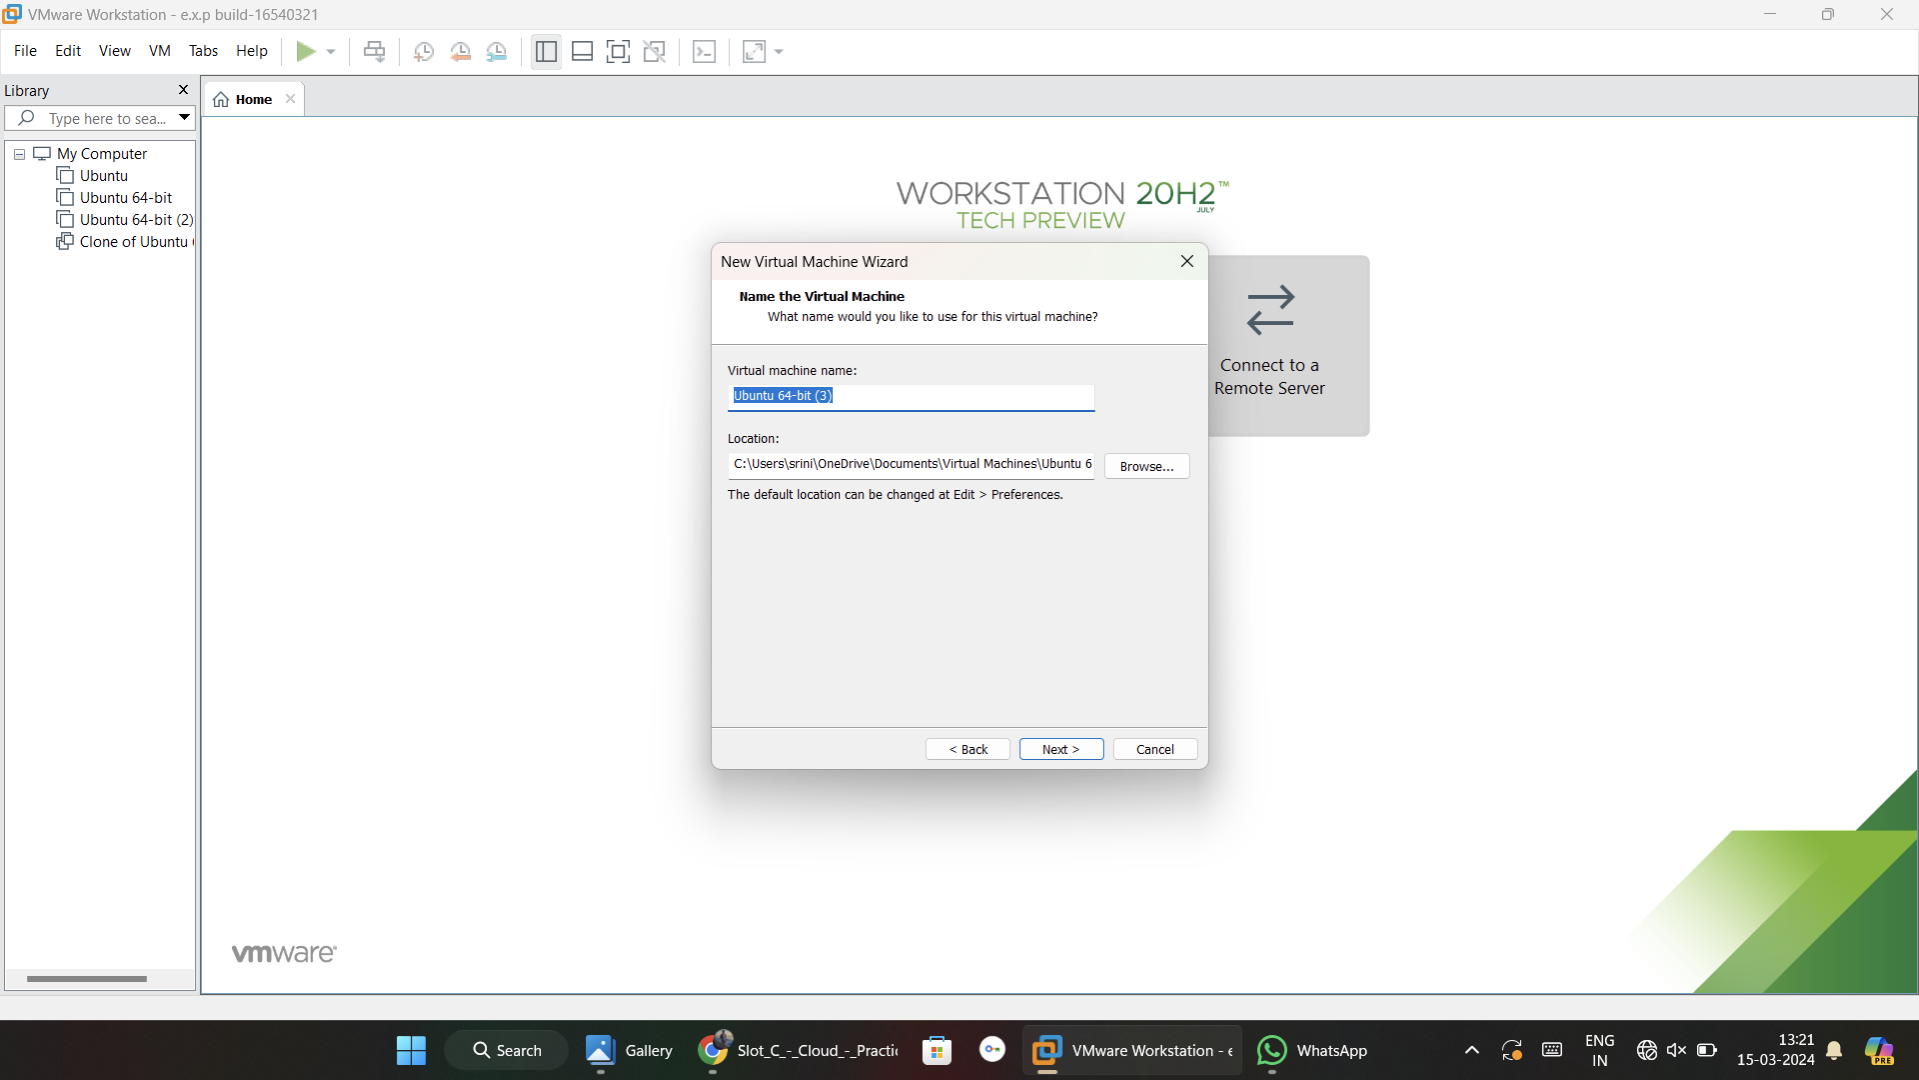 VMware Workstation - e.x.p build-16540321
File Edit View VM Tabs Help
Library
Home
Type here to sea...
My Computer
Ubuntu
Ubuntu 64-bit
Ubuntu 64-bit (2)
Clone of Ubuntu
WORKSTATION 20H2™
JULY
TECH PREVIEW
New Virtual Machine Wizard
Name the Virtual Machine
What name would you like to use for this virtual machine?
Virtual machine name:
Ubuntu 64-bit (3)
Location:
C:\Users\srini\OneDrive\Documents\Virtual Machines\Ubuntu 6
Browse...
The default location can be changed at Edit > Preferences.
< Back Next > Cancel
Connect to a
Remote Server
vmware
Search
Gallery
Slot_C_-_Cloud_-_Practic
VMware Workstation - e
WhatsApp
ENG
IN
13:21
15-03-2024
PRE